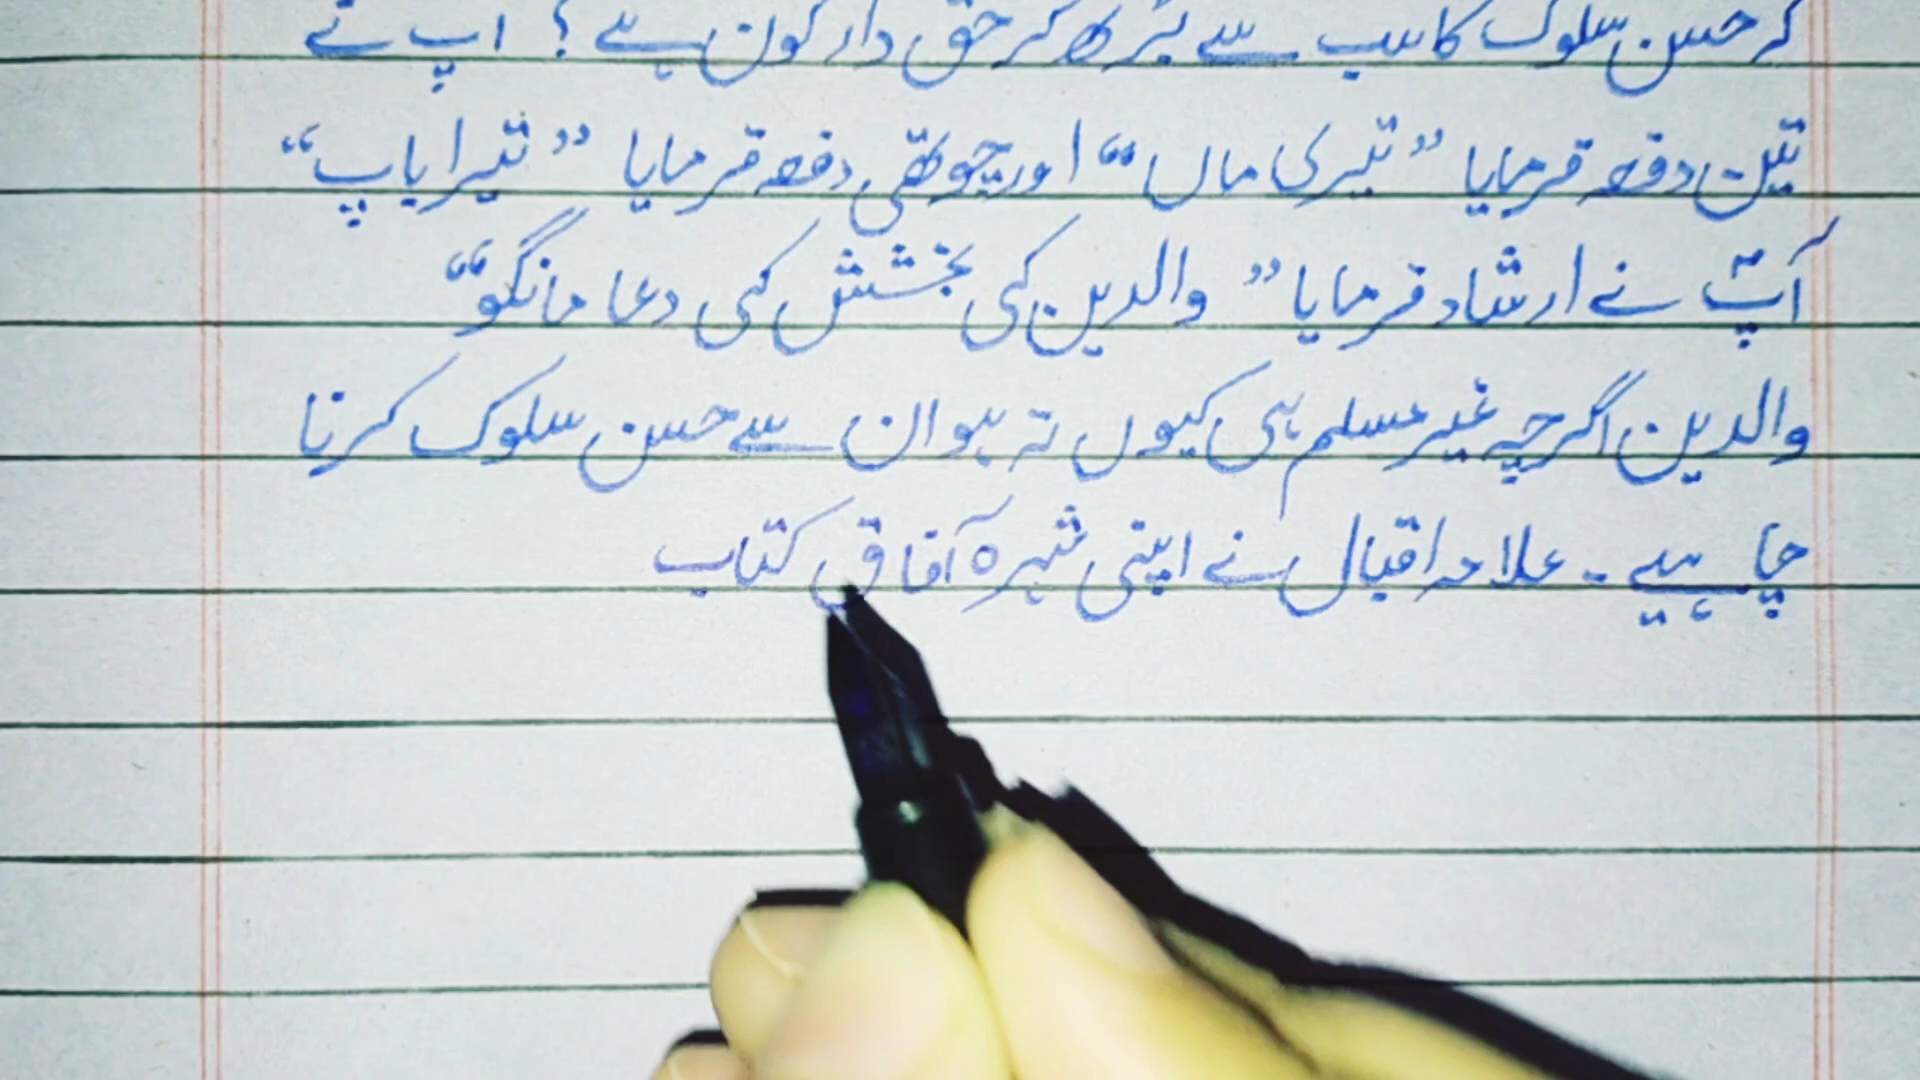 کہ حسن سلوک کا سب سے بڑھ کر حق دار کون ہے؟ آپ نے
تین دفعہ فرمایا ”تیری ماں“ اور چوتھی دفعہ فرمایا ”تیرا باپ“
آپؐ نے ارشاد فرمایا ”والدین کی بخشش کی دعا مانگو“
والدین اگرچہ غیر مسلم ہی کیوں نہ ہو ان سے حسن سلوک کرنا
چاہیے۔ علامہ اقبال نے اپنی شہرہ آفاق کتاب